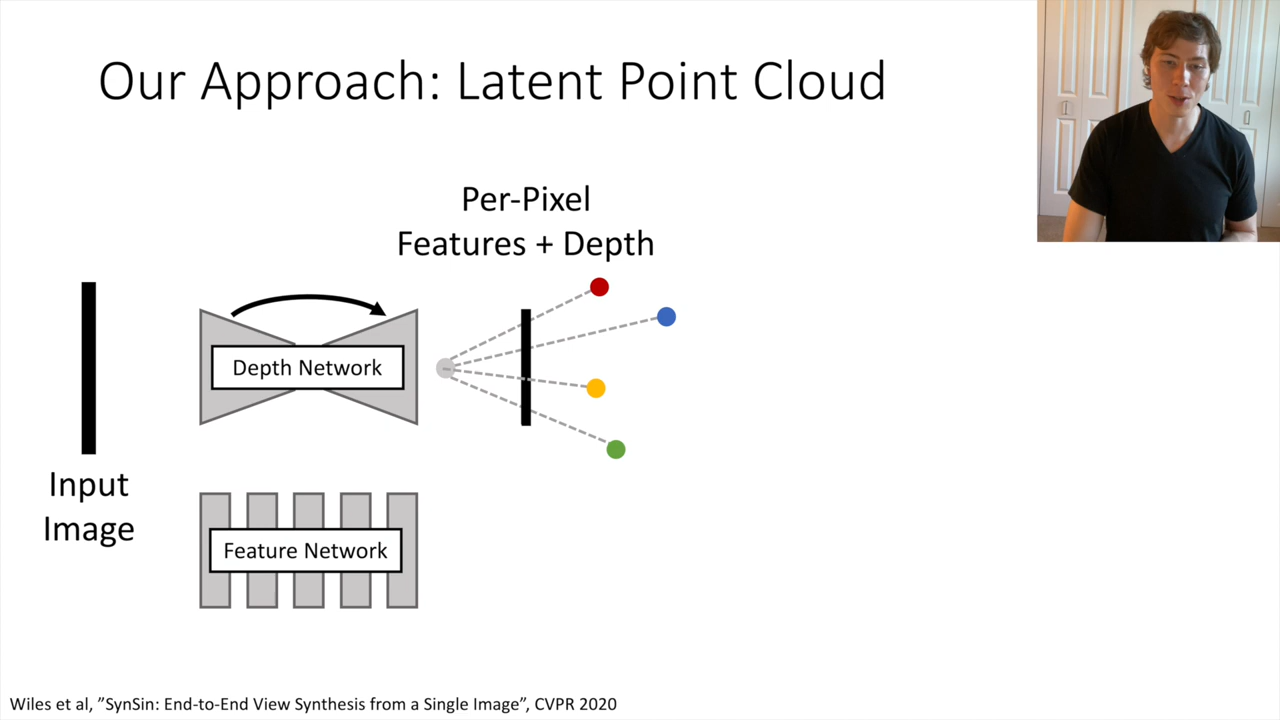 Our Approach: Latent Point Cloud
Per-Pixel
Features + Depth
Depth Network
Input
Image
Feature Network
Wiles et al, ”SynSin: End-to-End View Synthesis from a Single Image”, CVPR 2020